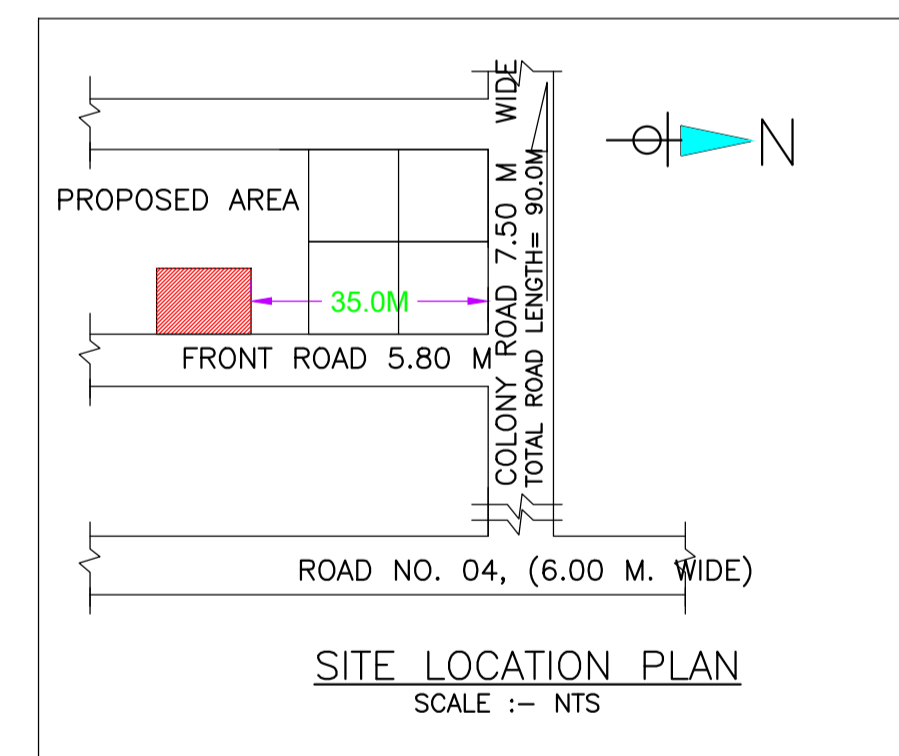 N
PROPOSED AREA
35.0M
FRONT ROAD 5.80 M
COLONY ROAD 7.50 M WIDE
TOTAL ROAD LENGTH= 90.0M
ROAD NO. 04, (6.00 M. WIDE)
SITE LOCATION PLAN
SCALE :- NTS